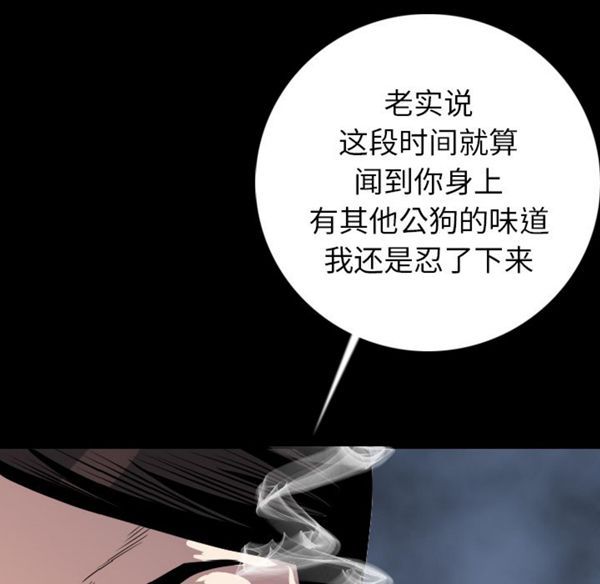 老实说
这段时间就算
闻到你身上
有其他公狗的味道
我还是忍了下来